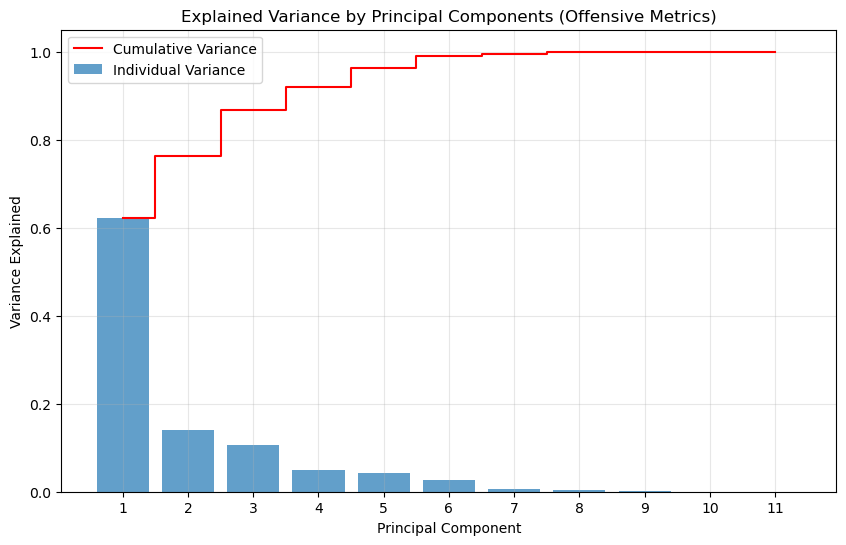 Explained Variance by Principal Components (Offensive Metrics)
Cumulative Variance
Individual Variance
1.0
0.8
0.6
0.4
0.2
0.0
Variance Explained
1 2 3 4 5 6 7 8 9 10 11
Principal Component